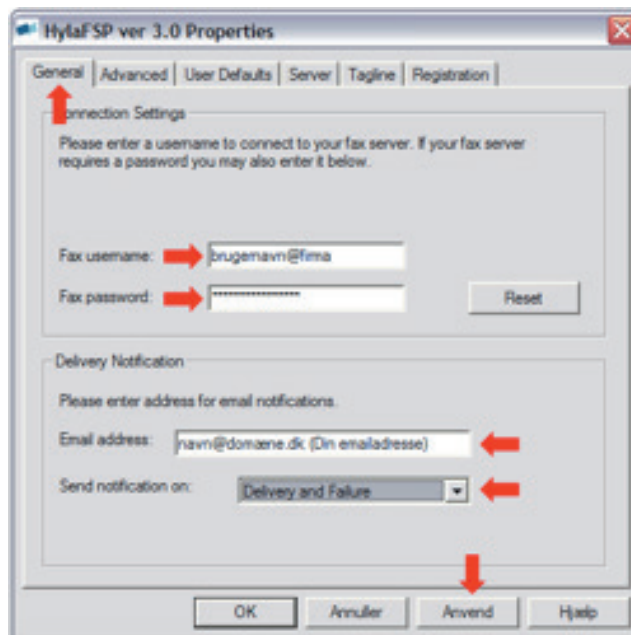 HylaFSP ver 3.0 Properties
General Advanced User Defaults Server Tagline Registration
Connection Settings
Please enter a username to connect to your fax server. If your fax server
requires a password you may also enter it below.
Fax username: brugernavn@firma
Fax password: ******************
Reset
Delivery Notification
Please enter address for email notifications.
Email address: navn@domæne.dk (Din emailadresse)
Send notification on: Delivery and Failure
OK Annuller Anvend Hjælp